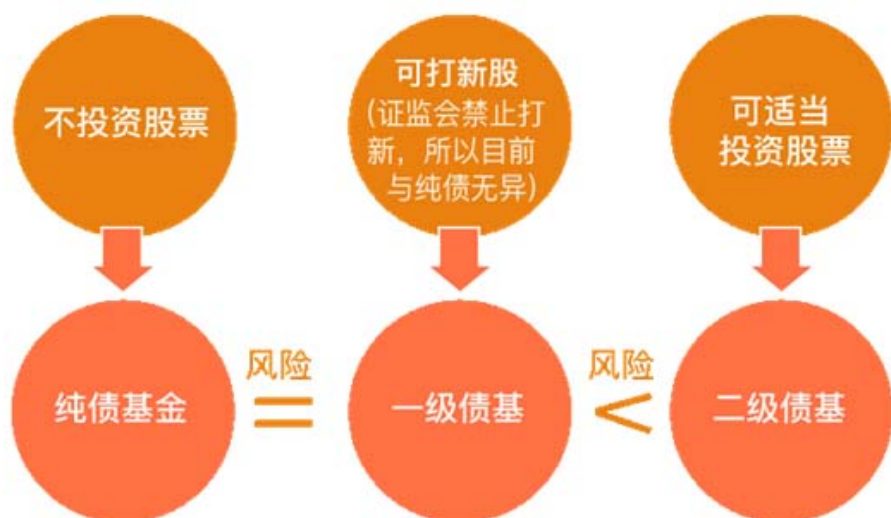 不投资股票
可打新股
(证监会禁止打
新，所以目前
与纯债无异)
可适当
投资股票
纯债基金
风险
=
一级债基
风险
<
二级债基